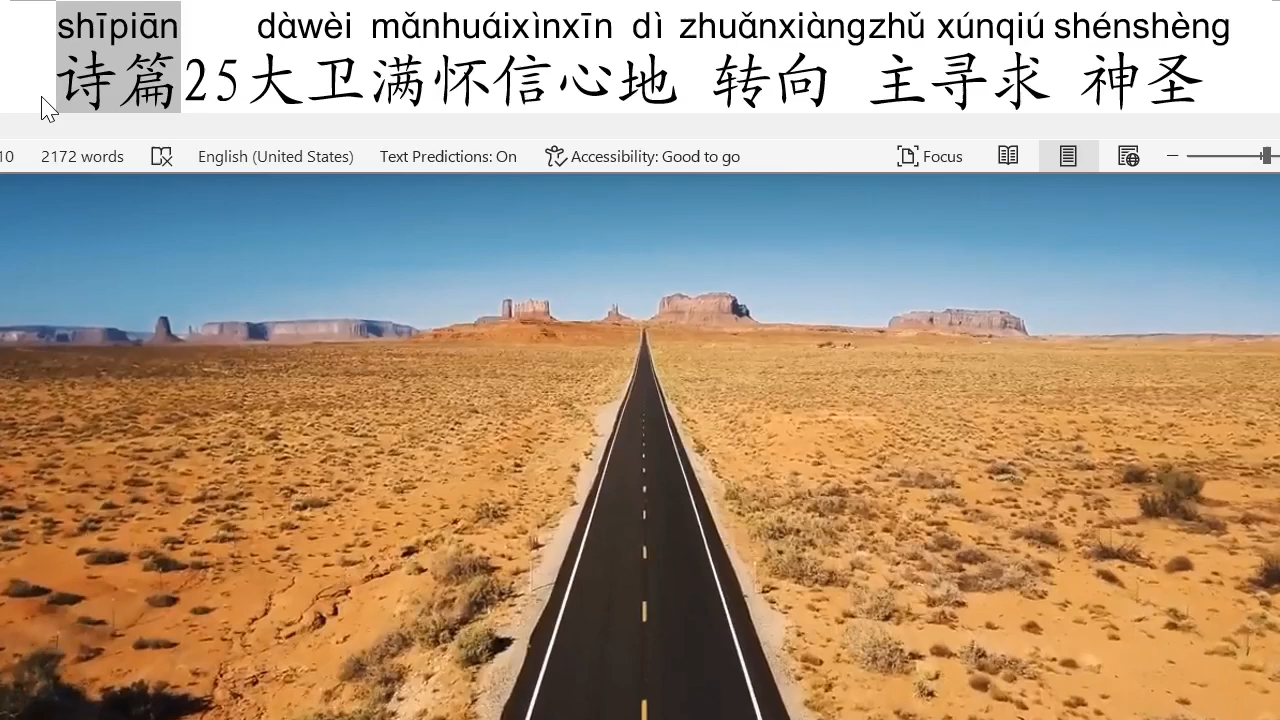 shīpiān dàwèi mǎnhuáixìnxīn dì zhuǎnxiàngzhǔ xúnqiú shénshèng
诗篇25大卫满怀信心地 转向 主寻求 神圣
10 2172 words English (United States) Text Predictions: On Accessibility: Good to go Focus